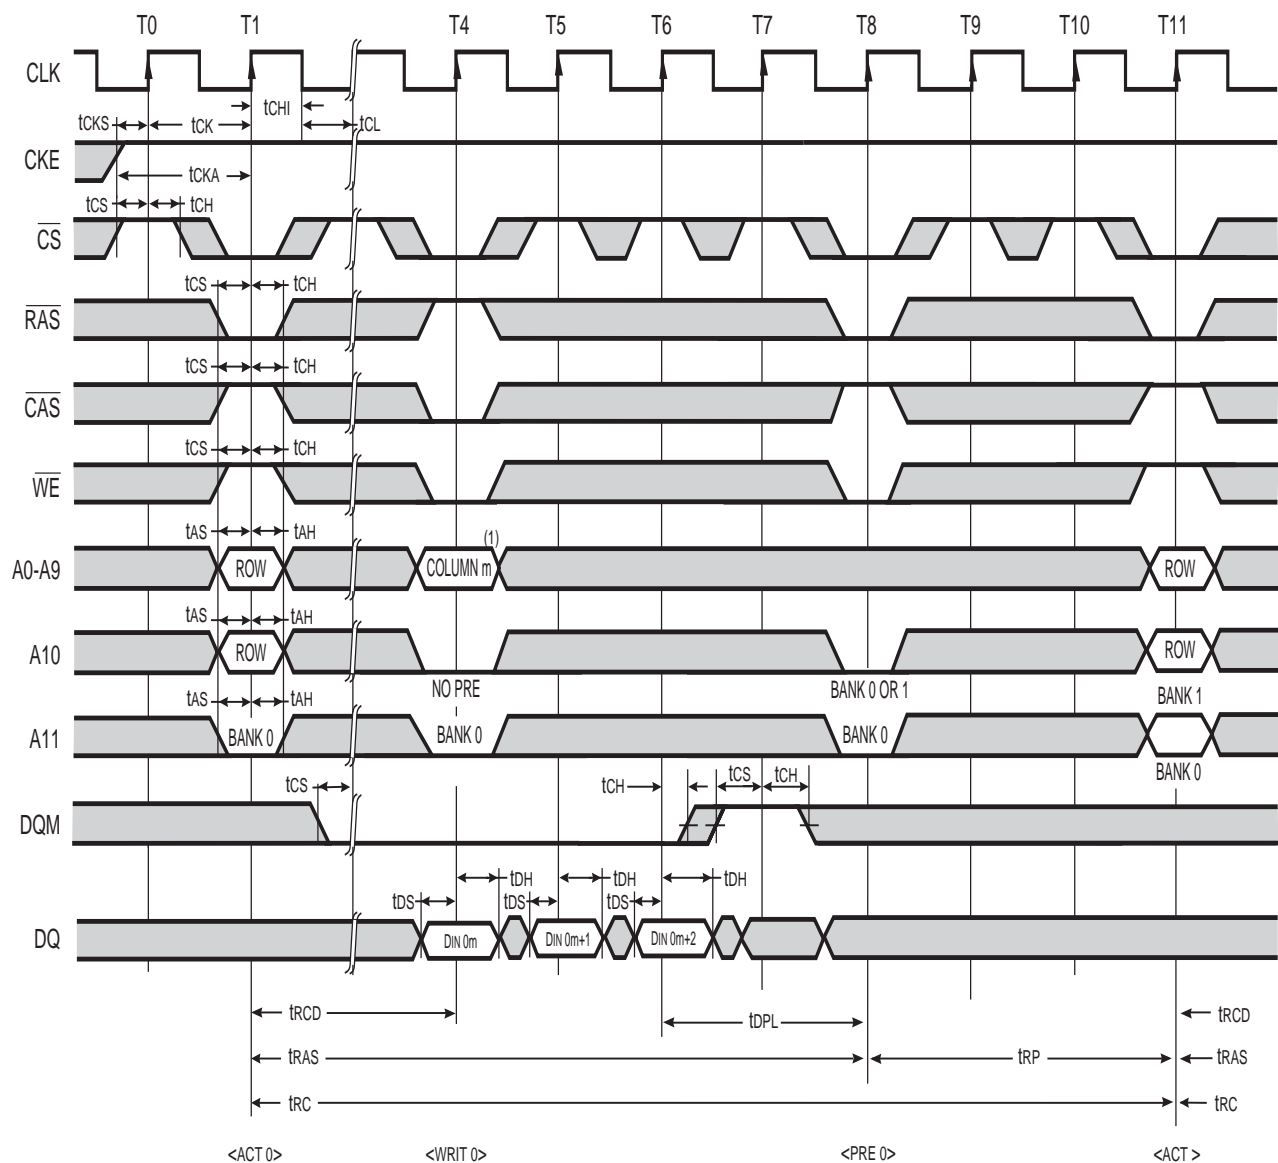 T0 T1 T4 T5 T6 T7 T8 T9 T10 T11
CLK
tCHI
tCKS tCK tCL
CKE
tCKA
tCS tCH
CS
tCS tCH
RAS
tCS tCH
CAS
tCS tCH
WE
tAS tAH
(1)
A0-A9 ROW COLUMN m ROW
tAS tAH
A10 ROW ROW
NO PRE BANK 0 OR 1 BANK 1
tAS tAH
A11 BANK 0 BANK 0 BANK 0
BANK 0
tCS tCH tCS tCH
DQM
tDH tDH tDH
tDS tDS tDS
DQ DIN 0m DIN 0m+1 DIN 0m+2
tRCD tDPL tRCD
tRAS tRP tRAS
tRC tRC
<ACT 0> <WRIT 0> <PRE 0> <ACT >